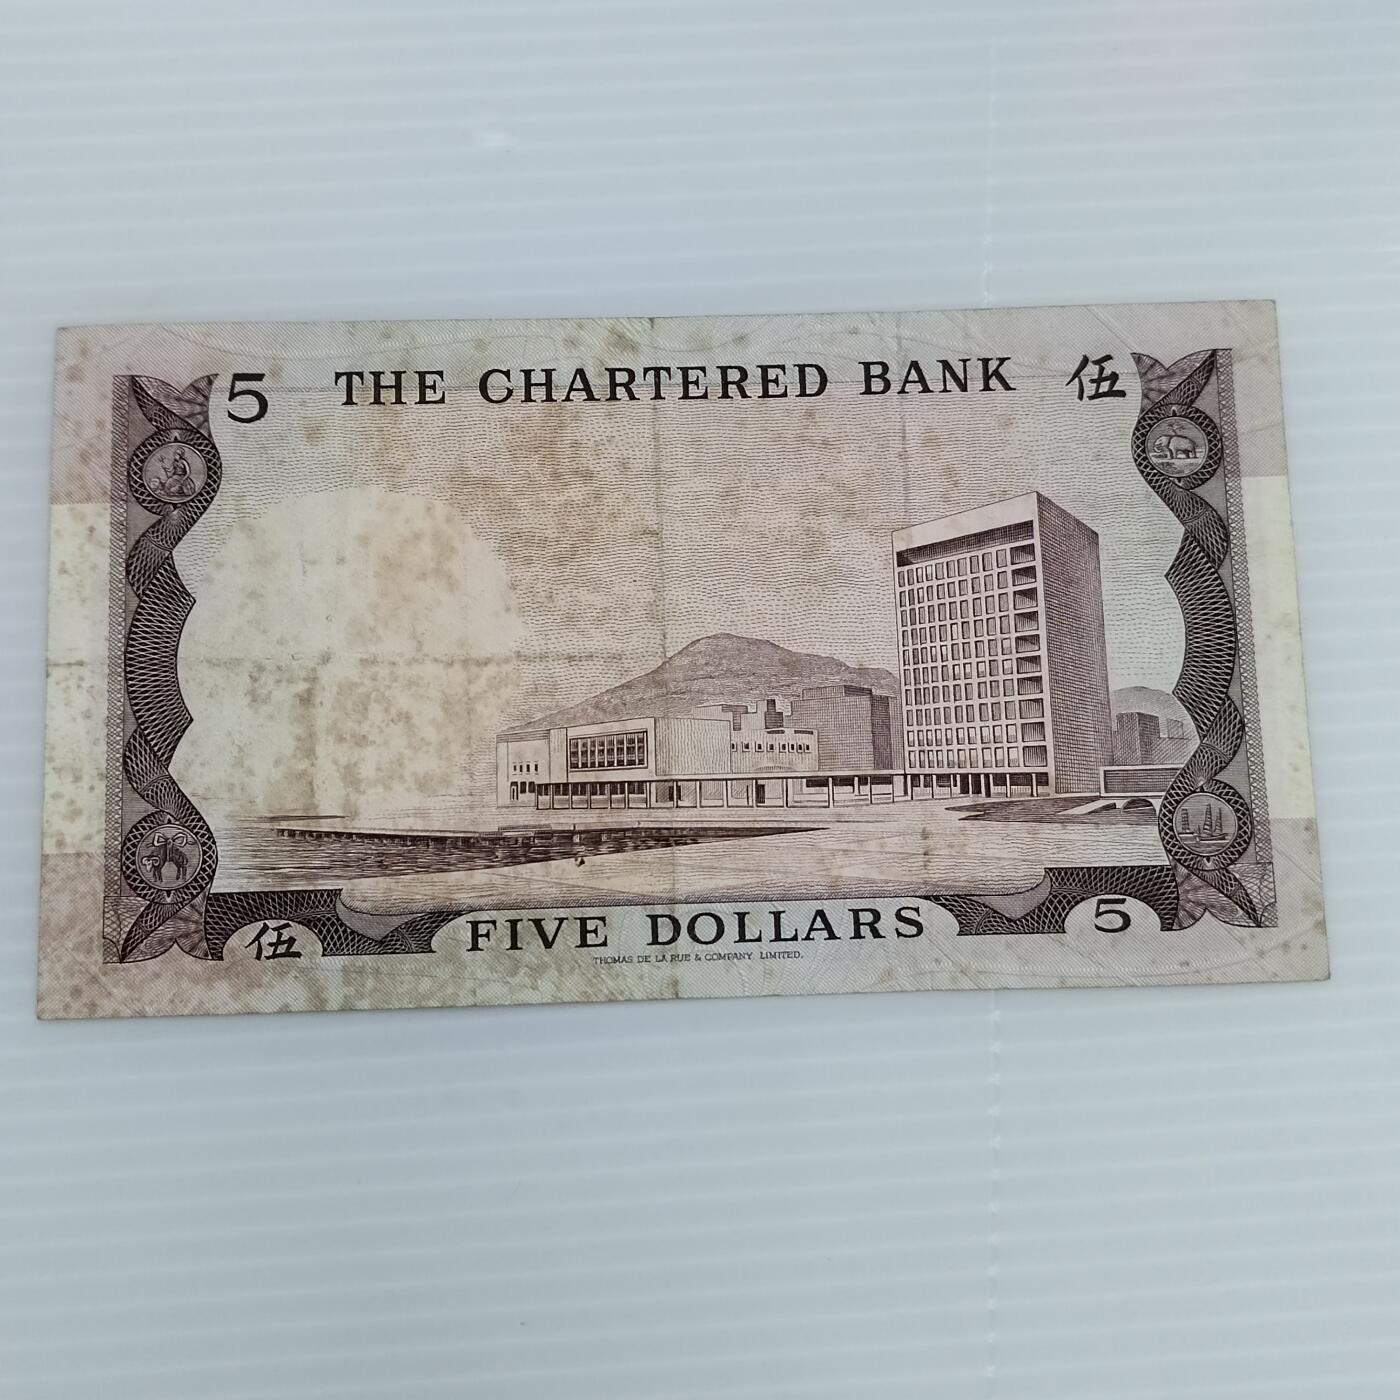 5 THE CHARTERED BANK 伍
伍 FIVE DOLLARS 5
THOMAS DE LA RUE & COMPANY, LIMITED.